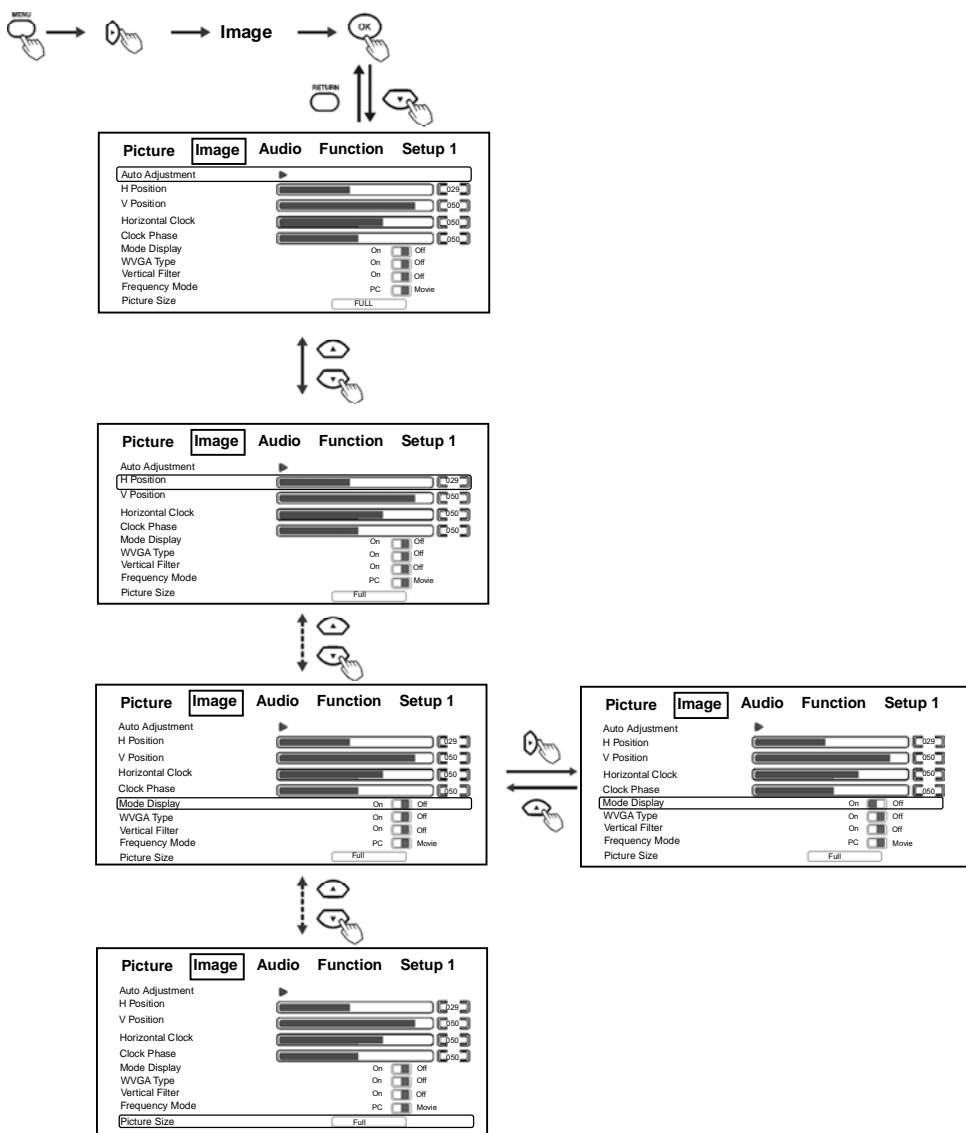 MENU
Image
OK
RETURN
Picture Image Audio Function Setup 1
Auto Adjustment
H Position 029
V Position 050
Horizontal Clock 050
Clock Phase 050
Mode Display On Off
WVGA Type On Off
Vertical Filter On Off
Frequency Mode PC Movie
Picture Size FULL
Picture Image Audio Function Setup 1
Auto Adjustment
H Position 029
V Position 050
Horizontal Clock 050
Clock Phase 050
Mode Display On Off
WVGA Type On Off
Vertical Filter On Off
Frequency Mode PC Movie
Picture Size Full
Picture Image Audio Function Setup 1
Auto Adjustment
H Position 029
V Position 050
Horizontal Clock 050
Clock Phase 050
Mode Display On Off
WVGA Type On Off
Vertical Filter On Off
Frequency Mode PC Movie
Picture Size Full
Picture Image Audio Function Setup 1
Auto Adjustment
H Position 029
V Position 050
Horizontal Clock 050
Clock Phase 050
Mode Display On Off
WVGA Type On Off
Vertical Filter On Off
Frequency Mode PC Movie
Picture Size Full
Picture Image Audio Function Setup 1
Auto Adjustment
H Position 029
V Position 050
Horizontal Clock 050
Clock Phase 050
Mode Display On Off
WVGA Type On Off
Vertical Filter On Off
Frequency Mode PC Movie
Picture Size Full